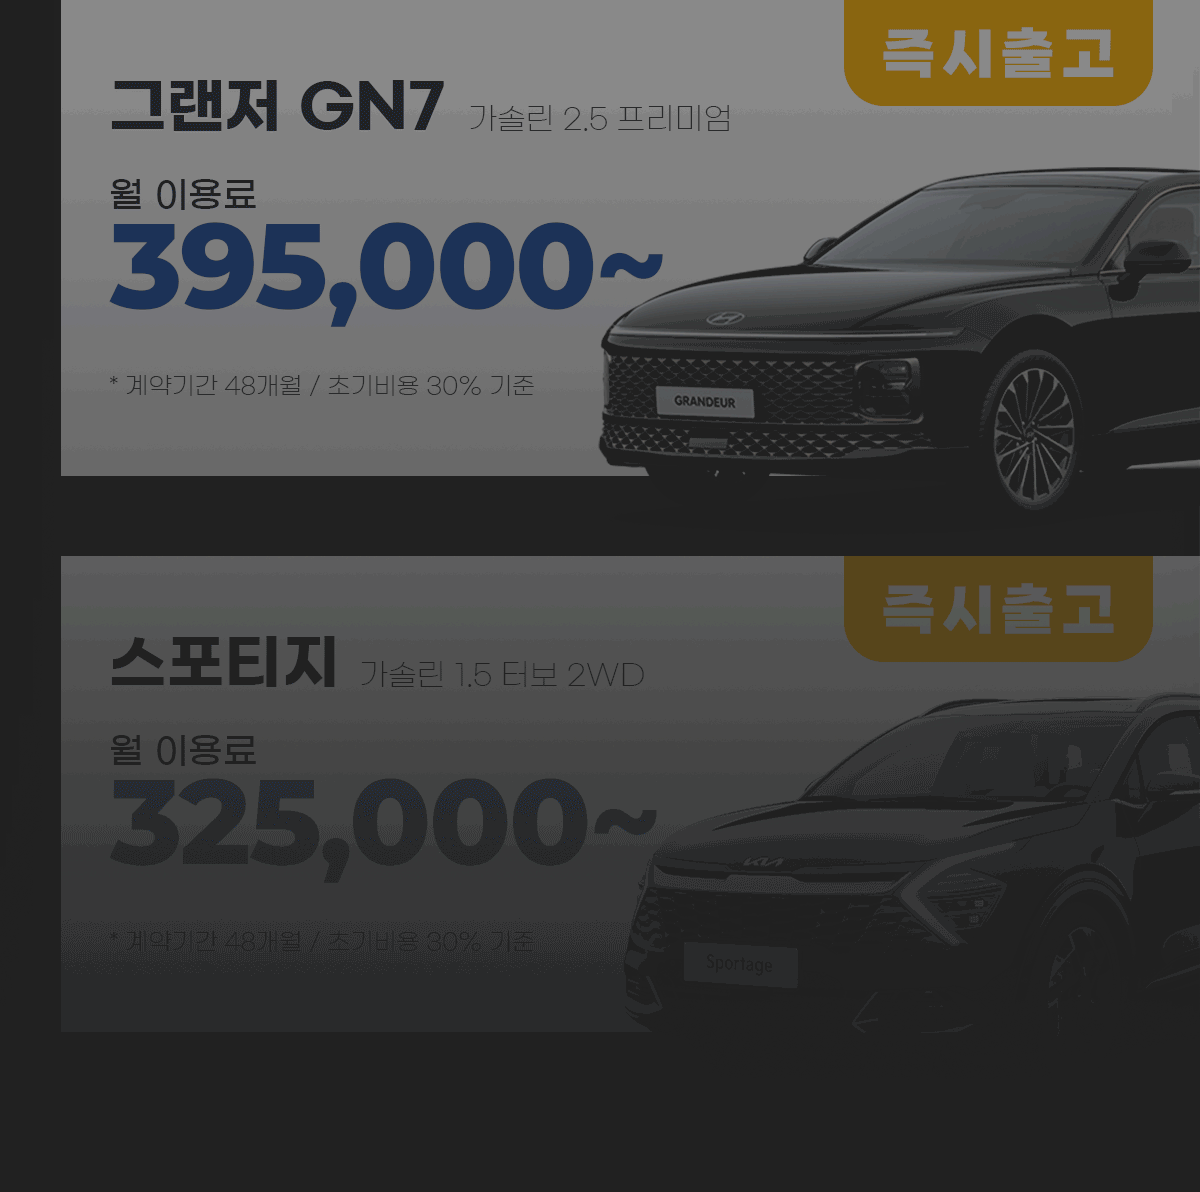 즉시출고
그랜저 GN7 가솔린 2.5 프리미엄
월 이용료
395,000~
* 계약기간 48개월 / 초기비용 30% 기준
GRANDEUR
즉시출고
스포티지 가솔린 1.5 터보 2WD
월 이용료
325,000~
* 계약기간 48개월 / 초기비용 30% 기준
KIA
Sportage